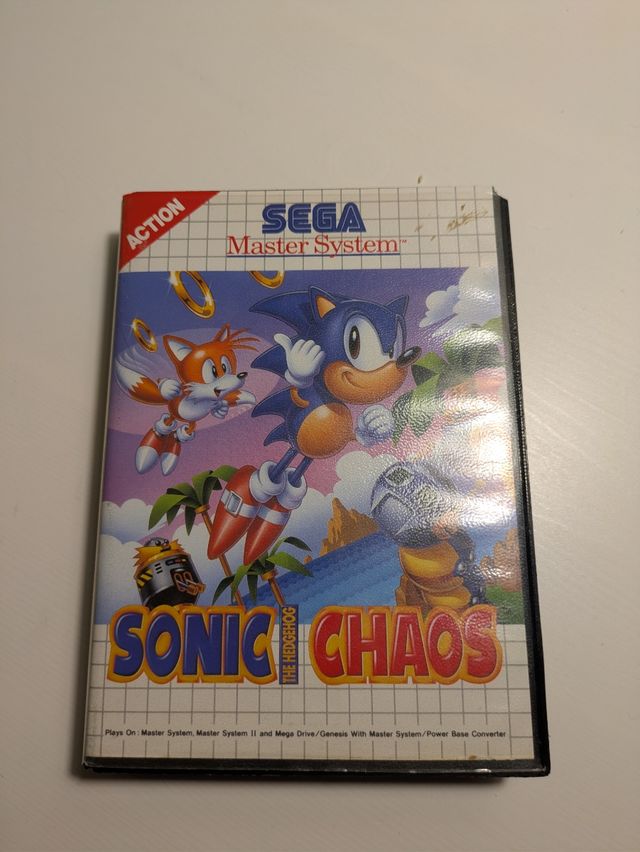 ACTION
SEGA
Master System™
SONIC THE HEDGEHOG CHAOS
Plays On : Master System, Master System II and Mega Drive/Genesis With Master System/Power Base Converter